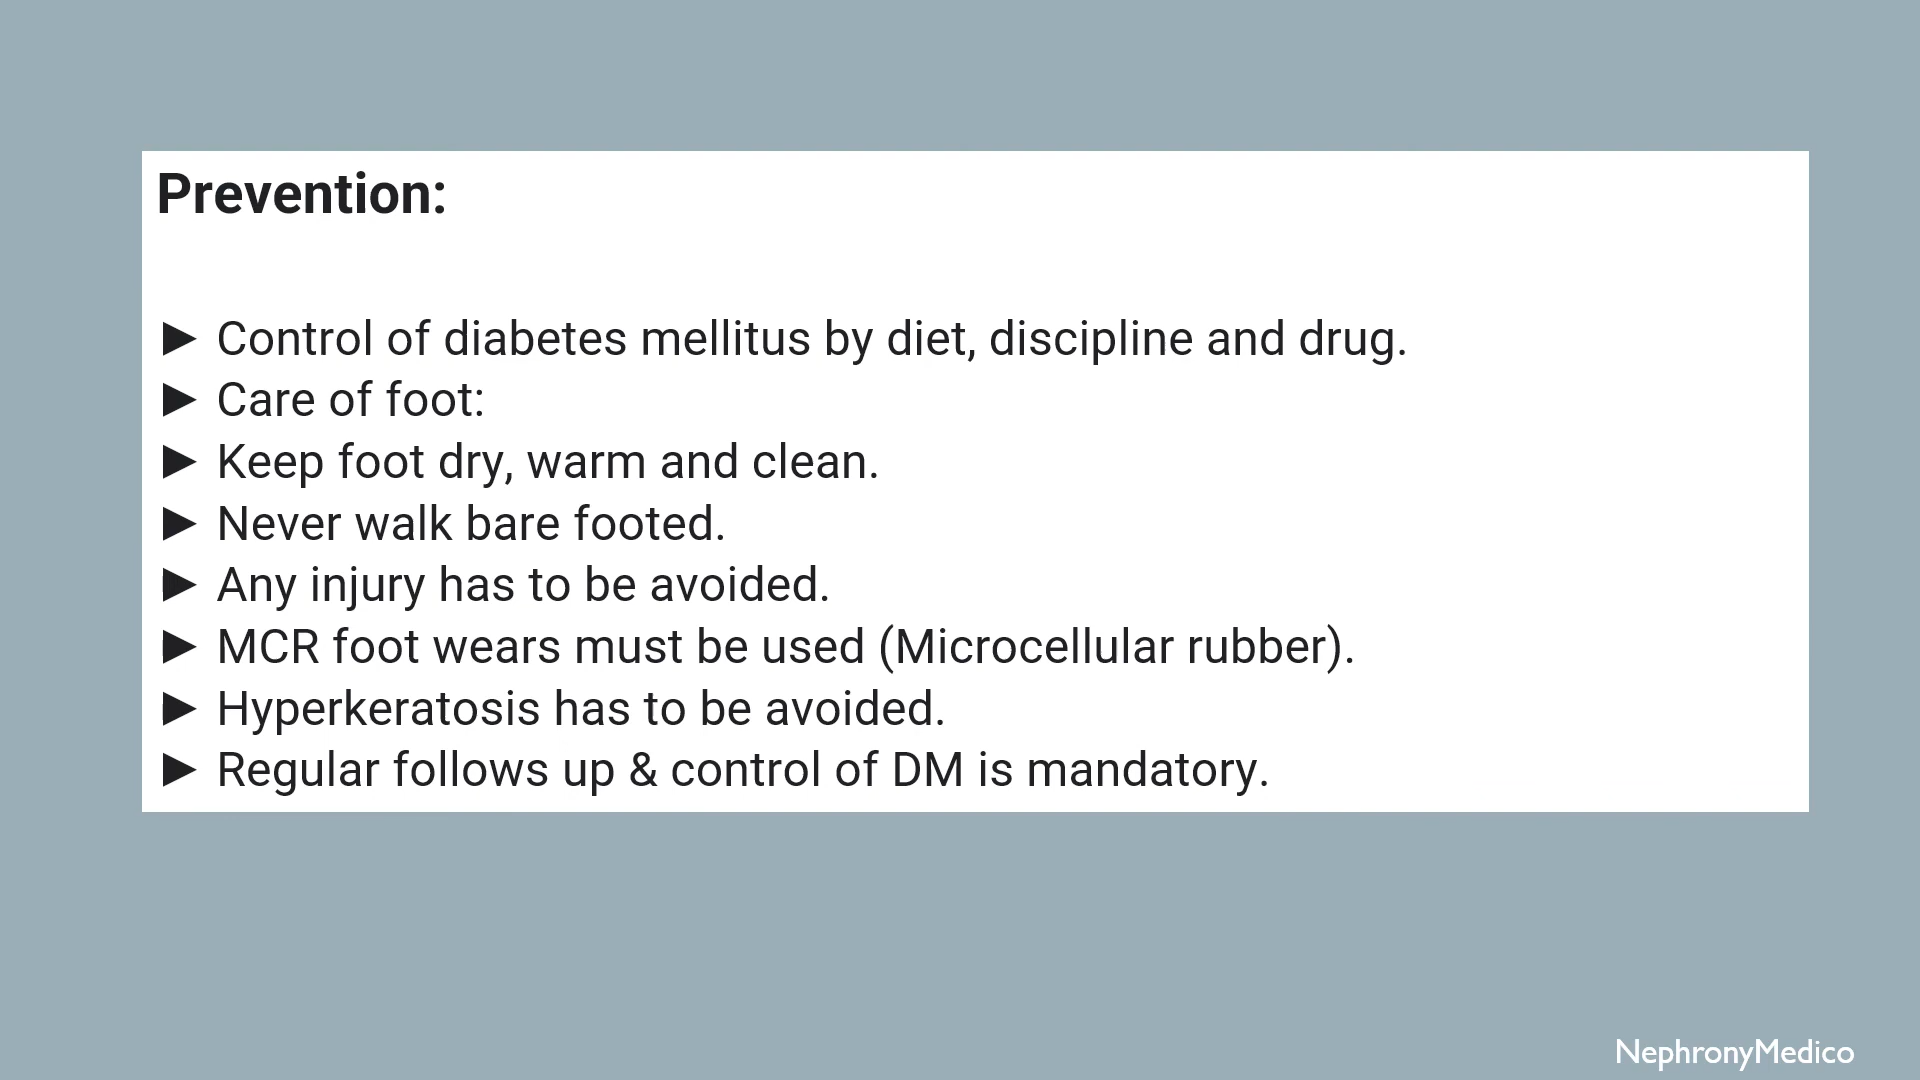 Prevention:
► Control of diabetes mellitus by diet, discipline and drug.
► Care of foot:
► Keep foot dry, warm and clean.
► Never walk bare footed.
► Any injury has to be avoided.
► MCR foot wears must be used (Microcellular rubber).
► Hyperkeratosis has to be avoided.
► Regular follows up & control of DM is mandatory.
NephronyMedico